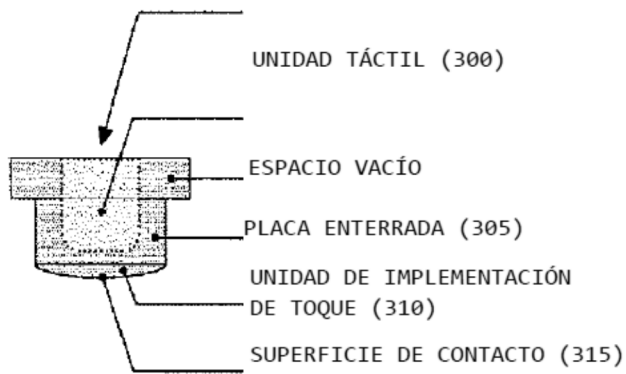 UNIDAD TÁCTIL (300)
ESPACIO VACÍO
PLACA ENTERRADA (305)
UNIDAD DE IMPLEMENTACIÓN
DE TOQUE (310)
SUPERFICIE DE CONTACTO (315)